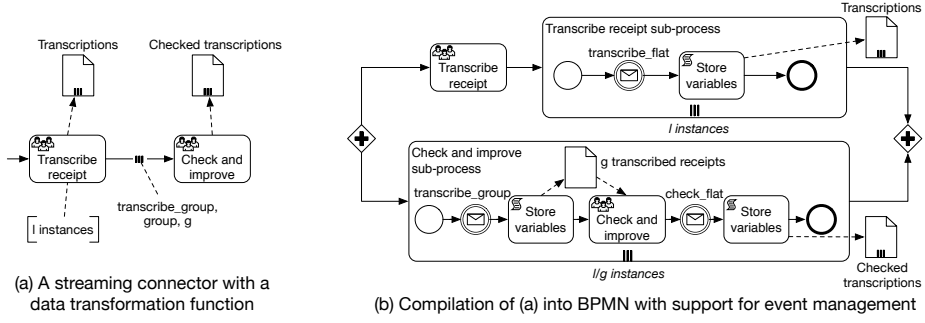 Transcriptions
Checked transcriptions
Transcribe
receipt
Check and
improve
transcribe_group,
group, g
l instances
(a) A streaming connector with a
data transformation function
Transcribe
receipt
Transcribe receipt sub-process
transcribe_flat
Store
variables
l instances
Transcriptions
Check and improve
sub-process
transcribe_group
Store
variables
g transcribed receipts
Check and
improve
check_flat
Store
variables
l/g instances
Checked
transcriptions
(b) Compilation of (a) into BPMN with support for event management